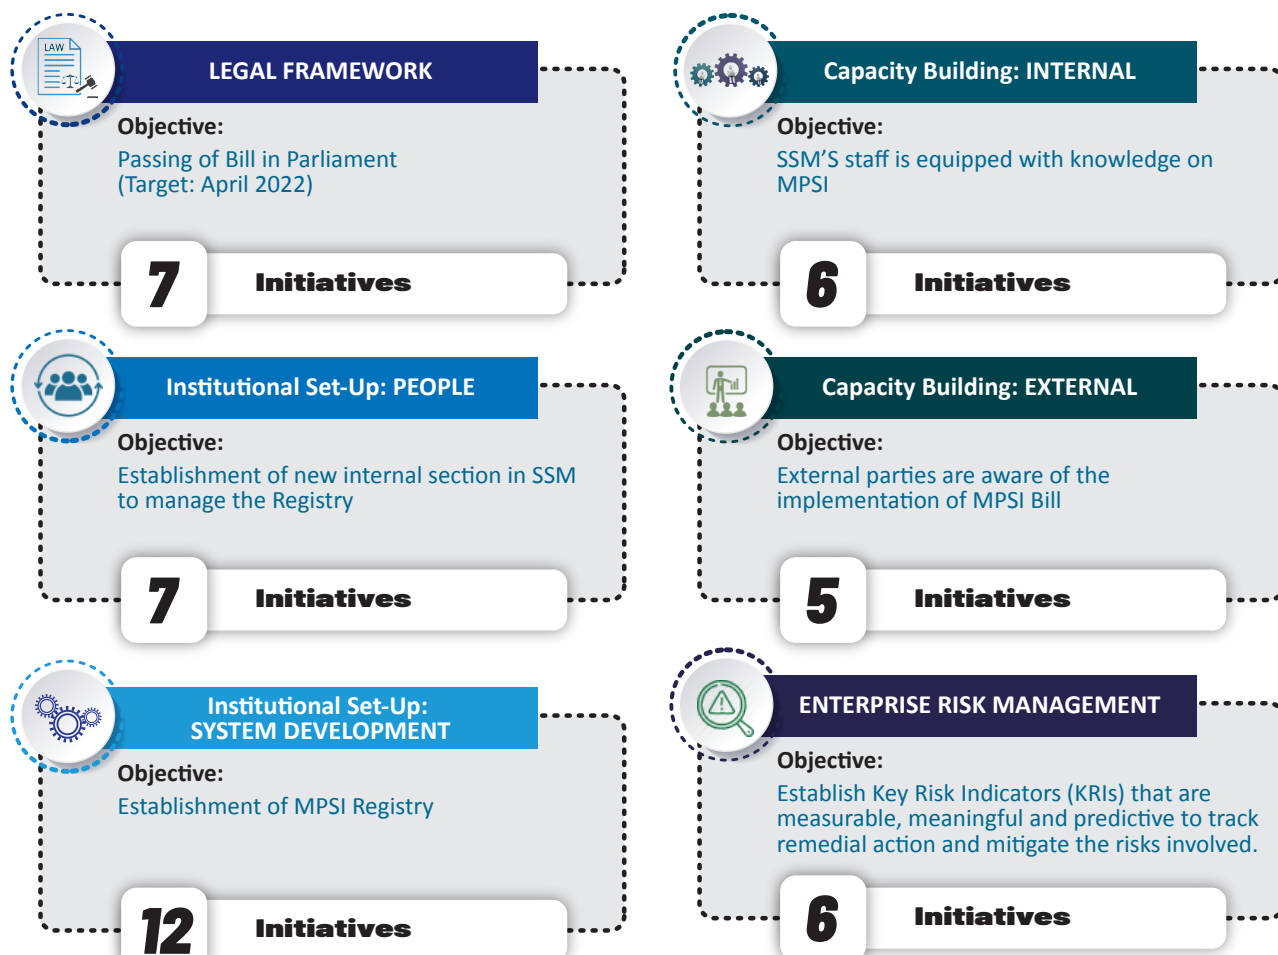 LAW
LEGAL FRAMEWORK
Objective:
Passing of Bill in Parliament
(Target: April 2022)
7
Initiatives
Institutional Set-Up: PEOPLE
Objective:
Establishment of new internal section in SSM
to manage the Registry
7
Initiatives
Institutional Set-Up:
SYSTEM DEVELOPMENT
Objective:
Establishment of MPSI Registry
12
Initiatives
Capacity Building: INTERNAL
Objective:
SSM'S staff is equipped with knowledge on
MPSI
6
Initiatives
Capacity Building: EXTERNAL
Objective:
External parties are aware of the
implementation of MPSI Bill
5
Initiatives
ENTERPRISE RISK MANAGEMENT
Objective:
Establish Key Risk Indicators (KRIs) that are
measurable, meaningful and predictive to track
remedial action and mitigate the risks involved.
6
Initiatives